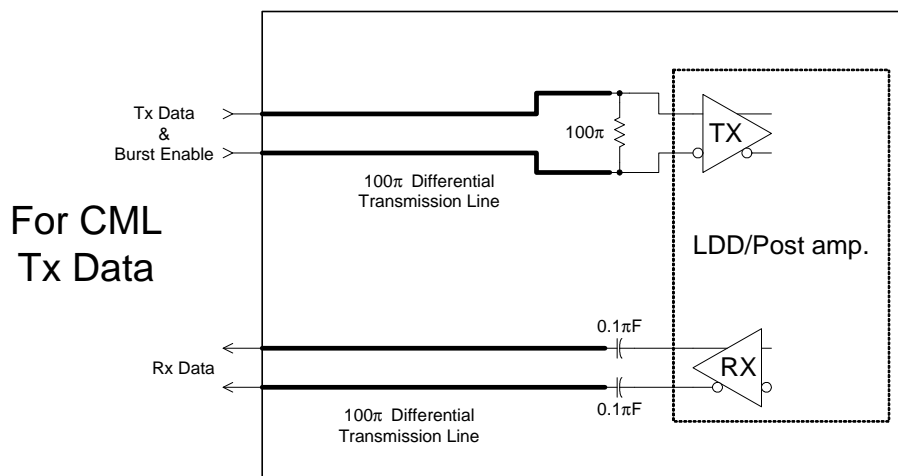 Tx Data
&
Burst Enable
100π
TX
100π Differential
Transmission Line
For CML
Tx Data
LDD/Post amp.
0.1πF
Rx Data
RX
0.1πF
100π Differential
Transmission Line